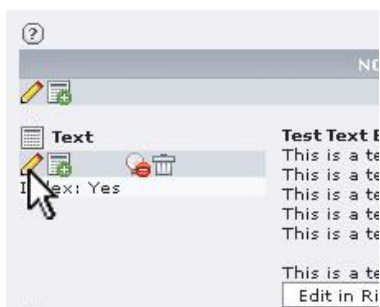 ?
NO
Text
Index: Yes
Test Text E
This is a te
This is a te
This is a te
This is a te
This is a te
This is a te
Edit in Ri